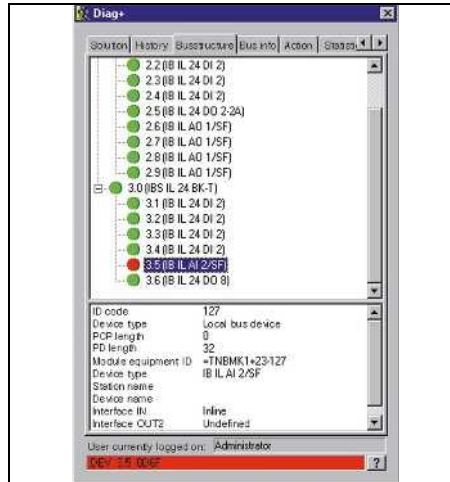 Diag+
Solution History Busstructure Bus info Action Statisti
2.2 (IB IL 24 DI 2)
2.3 (IB IL 24 DI 2)
2.4 (IB IL 24 DI 2)
2.5 (IB IL 24 DO 2-2A)
2.6 (IB IL AO 1/SF)
2.7 (IB IL AO 1/SF)
2.8 (IB IL AO 1/SF)
2.9 (IB IL AO 1/SF)
3.0 (IBS IL 24 BK-T)
3.1 (IB IL 24 DI 2)
3.2 (IB IL 24 DI 2)
3.3 (IB IL 24 DI 2)
3.4 (IB IL 24 DI 2)
3.5 (IB IL AI 2/SF)
3.6 (IB IL 24 DO 8)
ID code 127
Device type Local bus device
PCP length 0
PD length 32
Module equipment ID =TNBMK1+23-127
Device type IB IL AI 2/SF
Station name
Device name
Interface IN Inline
Interface OUT2 Undefined
User currently logged on: Administrator
DEV 3.5 0D6F
?